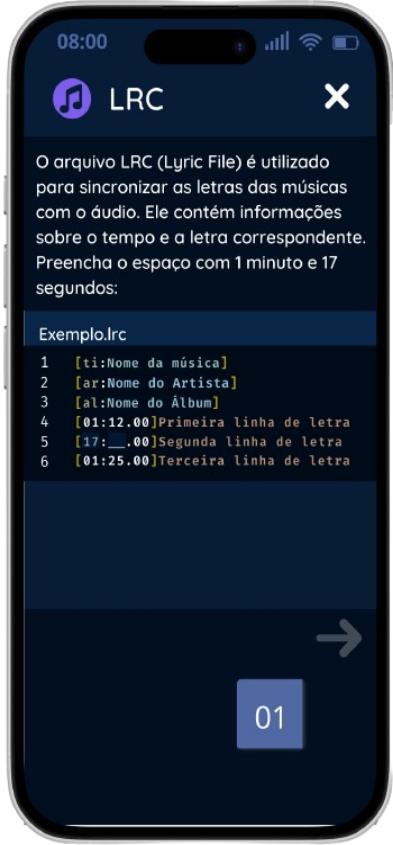 08:00
LRC
O arquivo LRC (Lyric File) é utilizado
para sincronizar as letras das músicas
com o áudio. Ele contém informações
sobre o tempo e a letra correspondente.
Preencha o espaço com 1 minuto e 17
segundos:
Exemplo.lrc
1 [ti:Nome da música]
2 [ar:Nome do Artista]
3 [al:Nome do Álbum]
4 [01:12.00]Primeira linha de letra
5 [17:__.00]Segunda linha de letra
6 [01:25.00]Terceira linha de letra
01